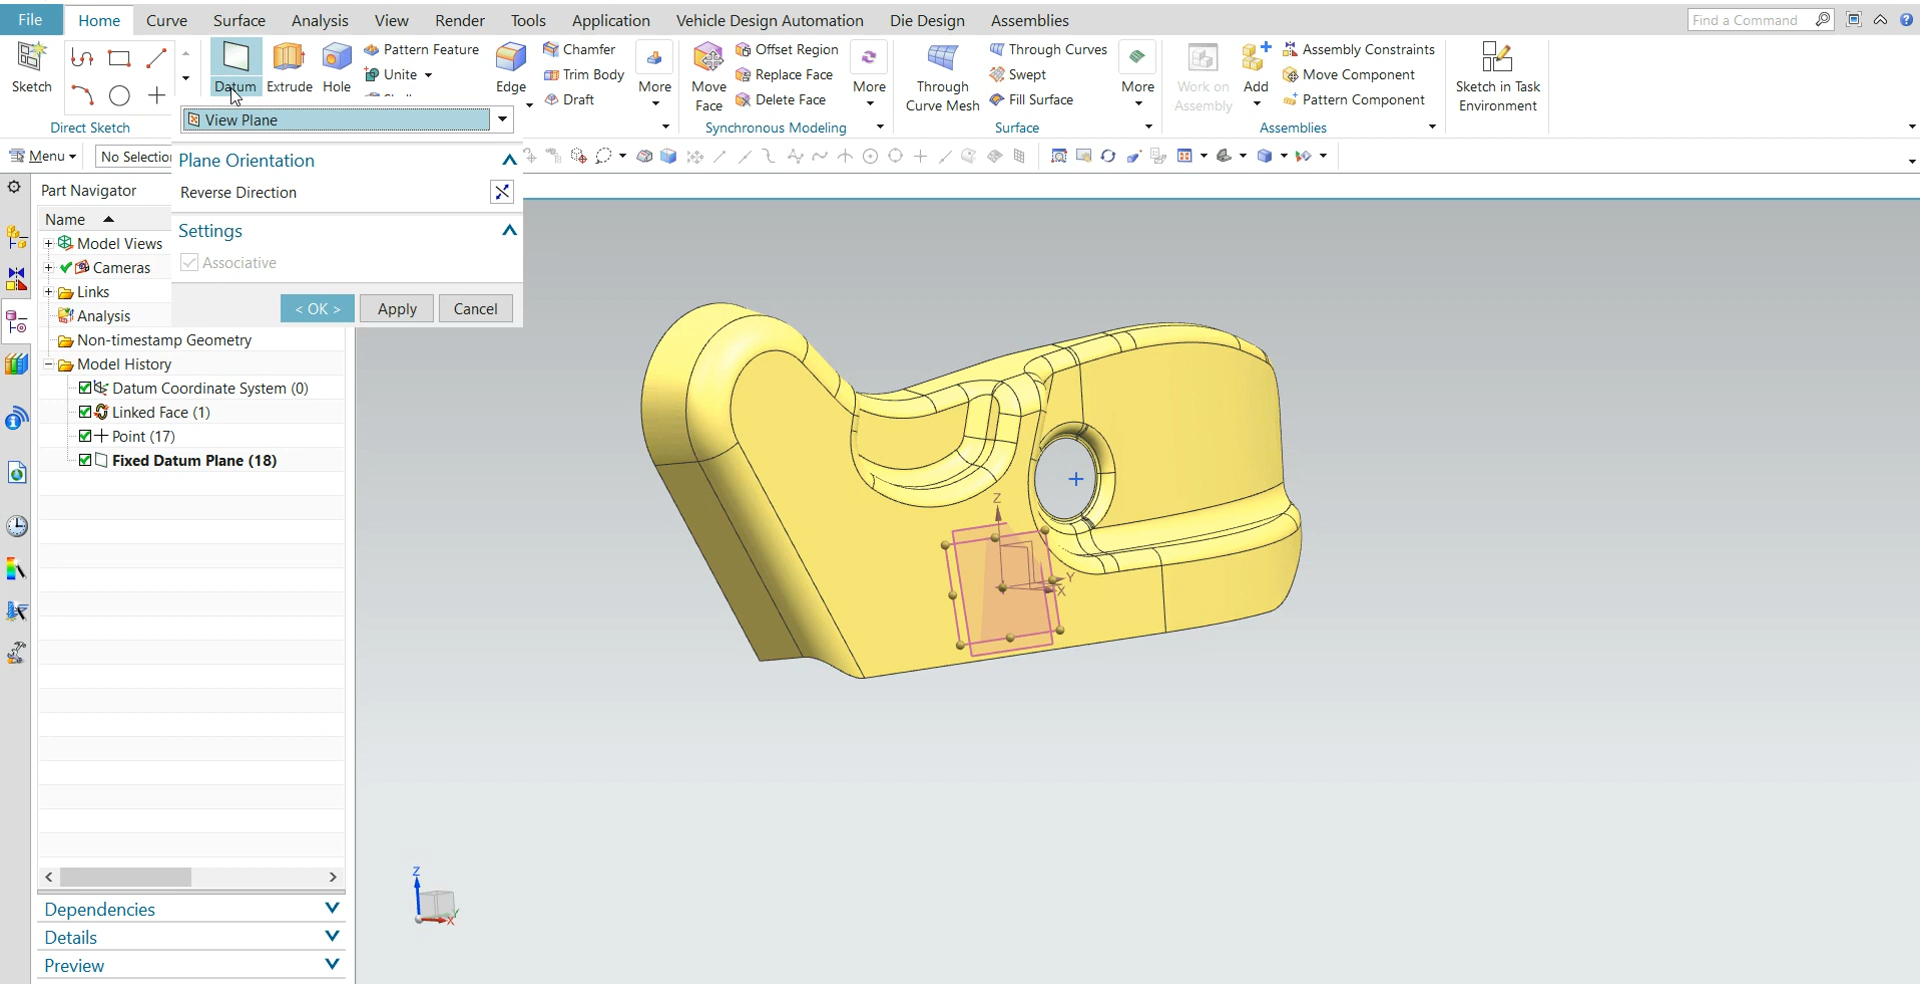 File Home Curve Surface Analysis View Render Tools Application Vehicle Design Automation Die Design Assemblies Find a Command
Pattern Feature Chamfer Offset Region Through Curves Assembly Constraints
Unite Trim Body Replace Face Swept Move Component
Sketch Datum Extrude Hole Edge Draft More Move Face Delete Face More Through Curve Mesh Fill Surface More Work on Assembly Add Pattern Component Sketch in Task Environment
Direct Sketch Synchronous Modeling Surface Assemblies
View Plane
Menu No Selectio
Plane Orientation
Reverse Direction
Settings
Associative
< OK > Apply Cancel
Part Navigator
Name
Model Views
Cameras
Links
Analysis
Non-timestamp Geometry
Model History
Datum Coordinate System (0)
Linked Face (1)
Point (17)
Fixed Datum Plane (18)
Z
Y
X
Z
Y
X
Dependencies
Details
Preview